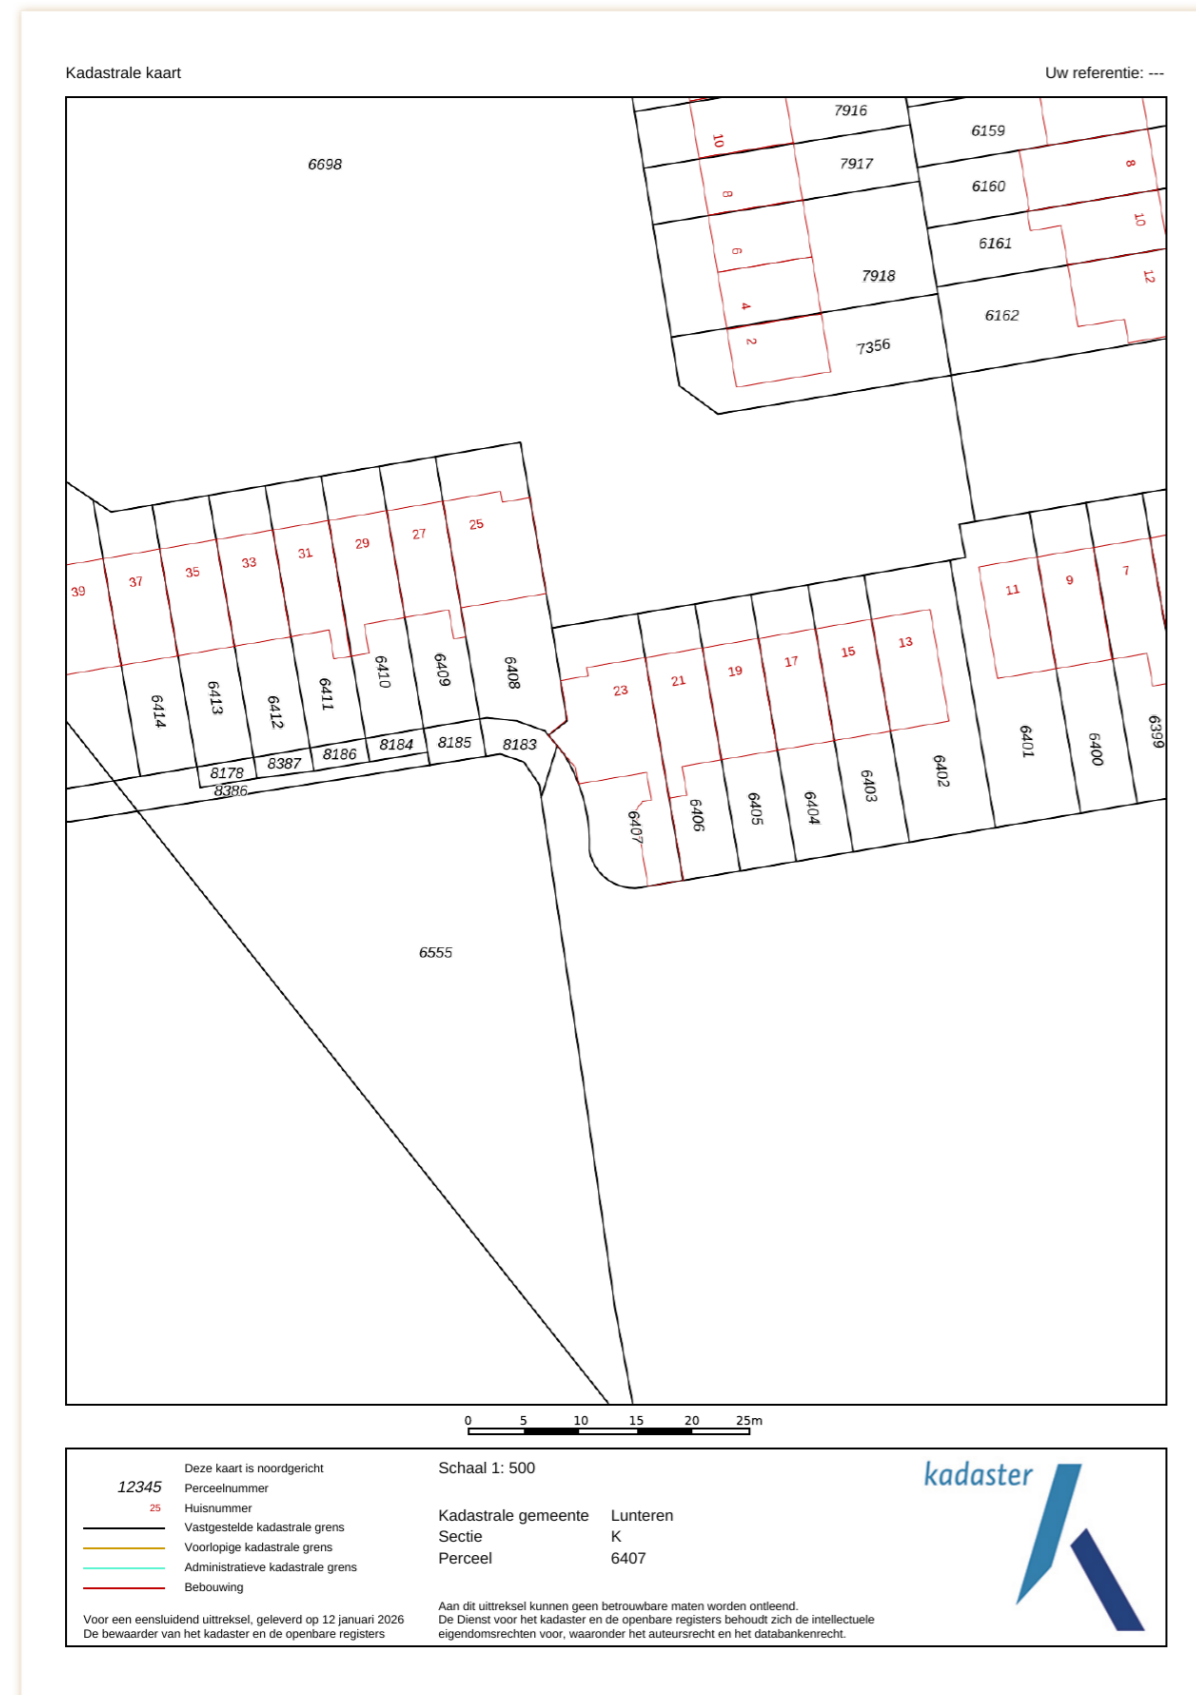 Kadastrale kaart
Uw referentie: ---
6698
7916
10
6159
7917
8
8
6160
10
6
6161
7918
12
4
6162
2
7356
25
27
29
31
33
35
37
39
11
9
7
13
15
17
19
21
23
6408
6409
6410
6411
6412
6413
6414
6399
6400
6401
6402
6403
6404
6405
6406
6407
8183
8185
8184
8186
8387
8178
8386
6555
0 5 10 15 20 25m
Deze kaart is noordgericht
12345 Perceelnummer
25 Huisnummer
Vastgestelde kadastrale grens
Voorlopige kadastrale grens
Administratieve kadastrale grens
Bebouwing
Voor een eensluidend uittreksel, geleverd op 12 januari 2026
De bewaarder van het kadaster en de openbare registers
Schaal 1: 500
Kadastrale gemeente Lunteren
Sectie K
Perceel 6407
Aan dit uittreksel kunnen geen betrouwbare maten worden ontleend.
De Dienst voor het kadaster en de openbare registers behoudt zich de intellectuele
eigendomsrechten voor, waaronder het auteursrecht en het databankenrecht.
kadaster